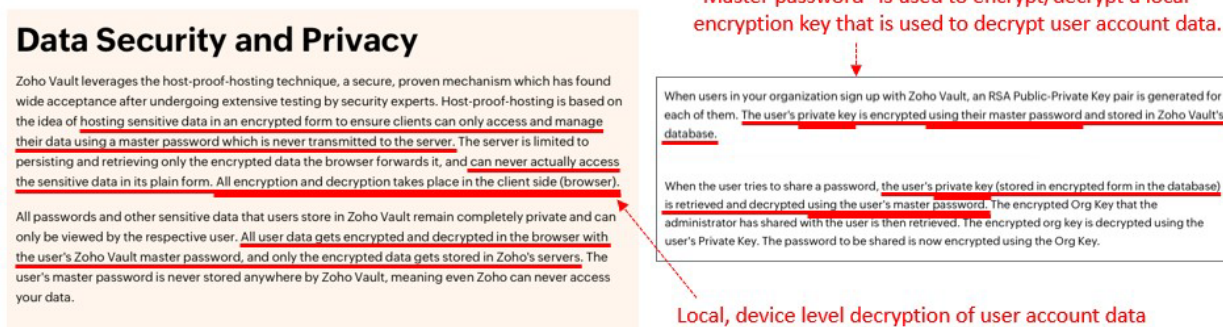 Data Security and Privacy
Zoho Vault leverages the host-proof-hosting technique, a secure, proven mechanism which has found
wide acceptance after undergoing extensive testing by security experts. Host-proof-hosting is based on
the idea of hosting sensitive data in an encrypted form to ensure clients can only access and manage
their data using a master password which is never transmitted to the server. The server is limited to
persisting and retrieving only the encrypted data the browser forwards it, and can never actually access
the sensitive data in its plain form. All encryption and decryption takes place in the client side (browser).
All passwords and other sensitive data that users store in Zoho Vault remain completely private and can
only be viewed by the respective user. All user data gets encrypted and decrypted in the browser with
the user's Zoho Vault master password, and only the encrypted data gets stored in Zoho's servers. The
user's master password is never stored anywhere by Zoho Vault, meaning even Zoho can never access
your data.
"Master password" is used to encrypt/decrypt a local
encryption key that is used to decrypt user account data.
When users in your organization sign up with Zoho Vault, an RSA Public-Private Key pair is generated for
each of them. The user's private key is encrypted using their master password and stored in Zoho Vault's
database.
When the user tries to share a password, the user's private key (stored in encrypted form in the database)
is retrieved and decrypted using the user's master password. The encrypted Org Key that the
administrator has shared with the user is then retrieved. The encrypted org key is decrypted using the
user's Private Key. The password to be shared is now encrypted using the Org Key.
Local, device level decryption of user account data